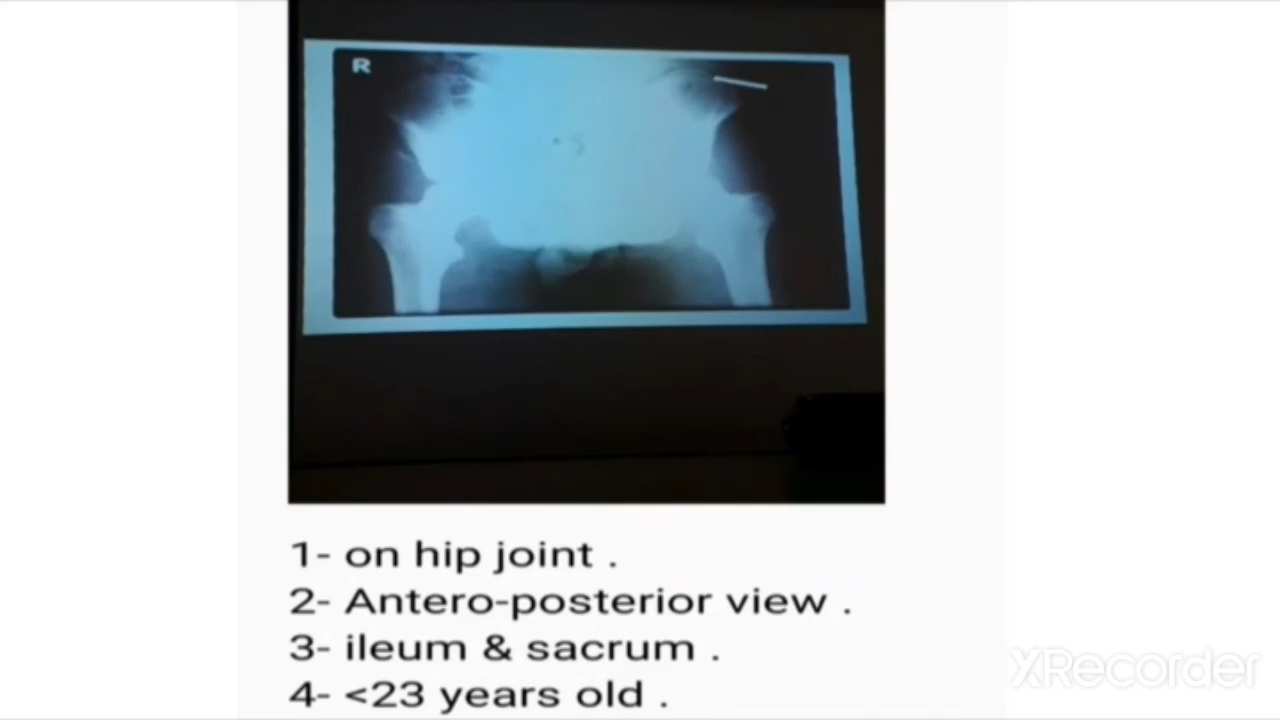 R
1- on hip joint .
2- Antero-posterior view .
3- ileum & sacrum .
4- <23 years old .
XRecorder